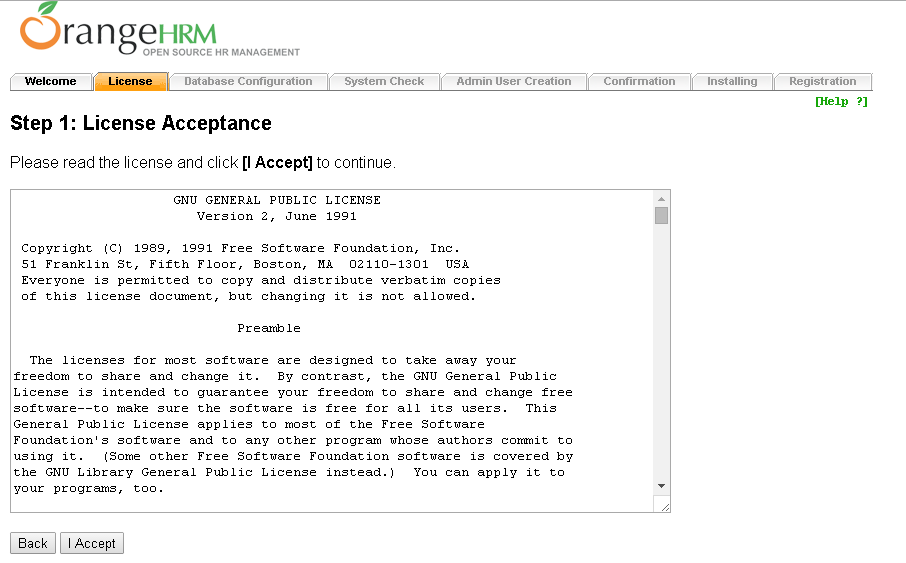 OrangeHRM
OPEN SOURCE HR MANAGEMENT
Welcome License Database Configuration System Check Admin User Creation Confirmation Installing Registration
[Help ?]
Step 1: License Acceptance
Please read the license and click [I Accept] to continue.
GNU GENERAL PUBLIC LICENSE
Version 2, June 1991
Copyright (C) 1989, 1991 Free Software Foundation, Inc.
51 Franklin St, Fifth Floor, Boston, MA  02110-1301  USA
Everyone is permitted to copy and distribute verbatim copies
of this license document, but changing it is not allowed.
Preamble
The licenses for most software are designed to take away your
freedom to share and change it.  By contrast, the GNU General Public
License is intended to guarantee your freedom to share and change free
software--to make sure the software is free for all its users.  This
General Public License applies to most of the Free Software
Foundation's software and to any other program whose authors commit to
using it.  (Some other Free Software Foundation software is covered by
the GNU Library General Public License instead.)  You can apply it to
your programs, too.
Back I Accept